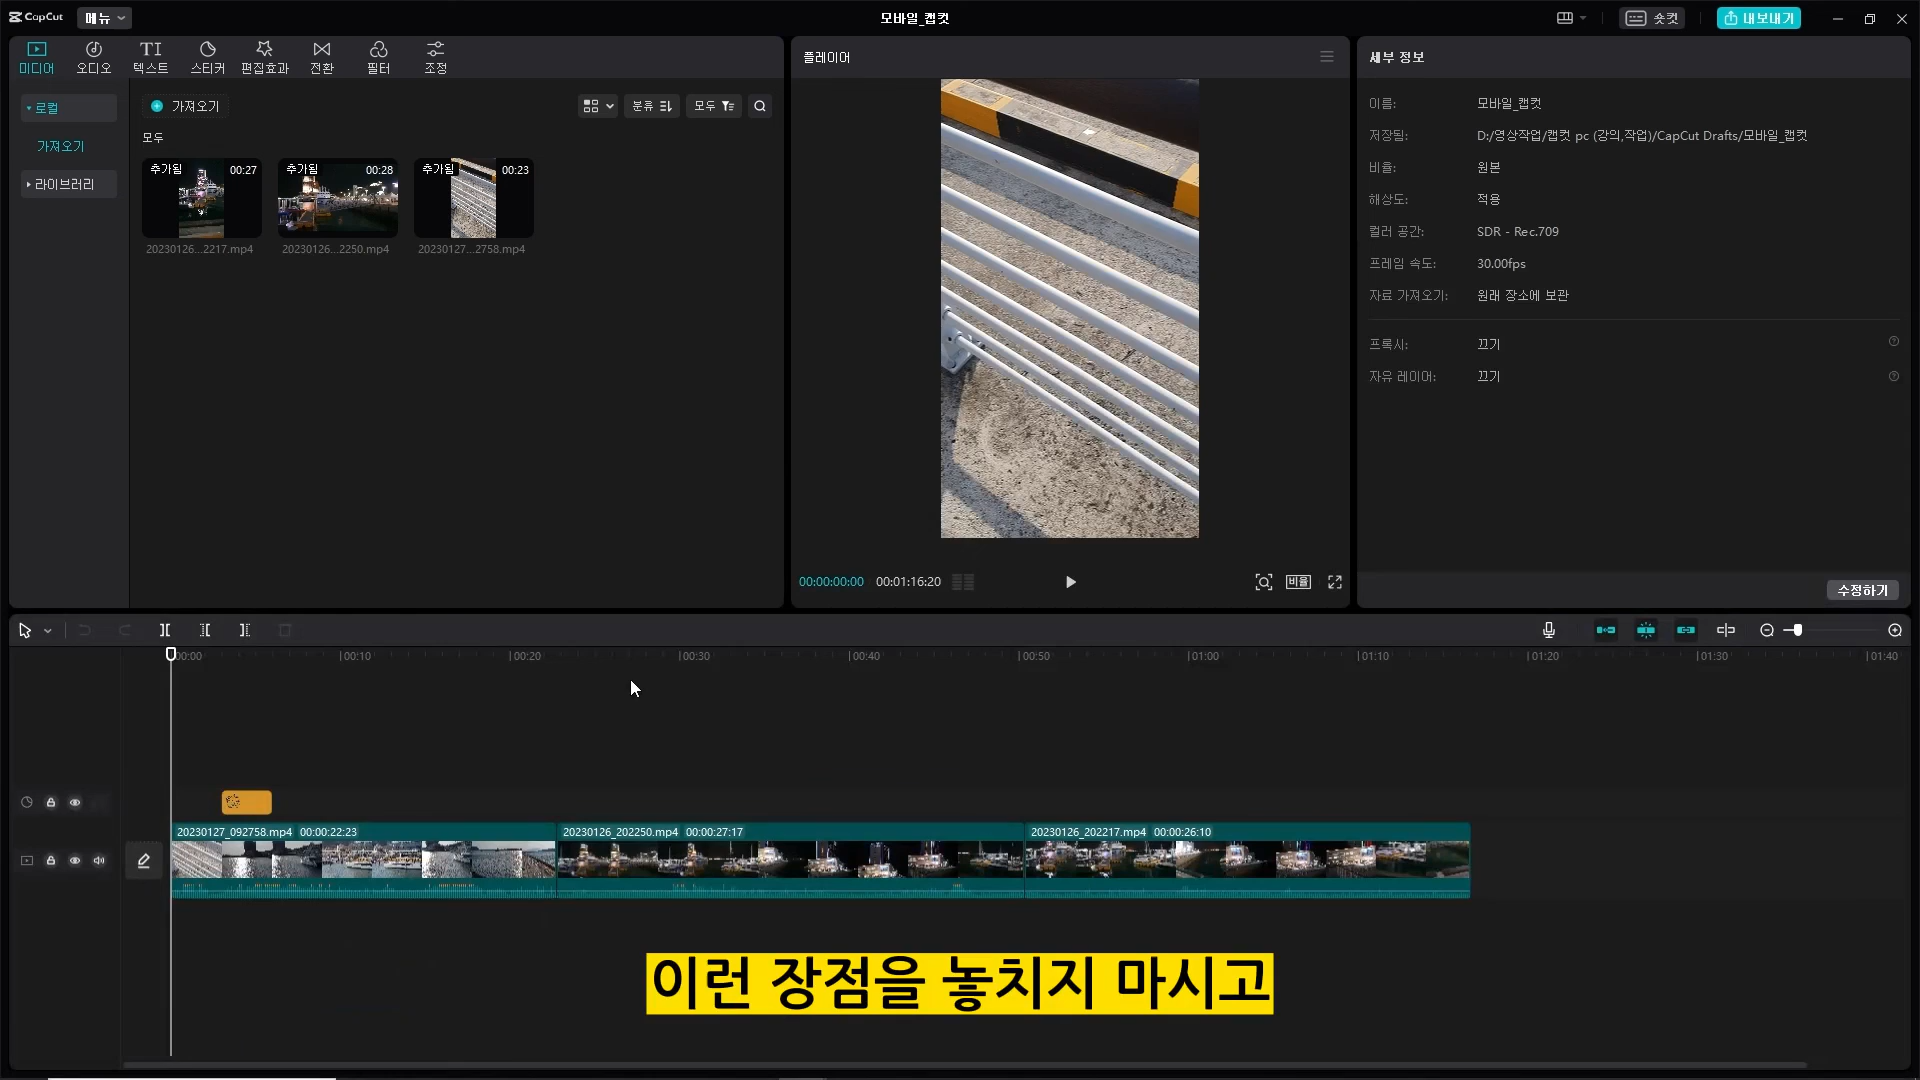 CapCut
메뉴
모바일_캡컷
숏컷
내보내기
미디어
오디오
텍스트
스티커
편집효과
전환
필터
조정
로컬
가져오기
라이브러리
가져오기
분류
모두
모두
추가됨 00:27
추가됨 00:28
추가됨 00:23
20230126...2217.mp4
20230126...2250.mp4
20230127...2758.mp4
플레이어
00:00:00:00 00:01:16:20
비율
세부 정보
이름: 모바일_캡컷
저장됨: D:/영상작업/캡컷 pc (강의,작업)/CapCut Drafts/모바일_캡컷
비율: 원본
해상도: 적용
컬러 공간: SDR - Rec.709
프레임 속도: 30.00fps
자료 가져오기: 원래 장소에 보관
프록시: 끄기
자유 레이어: 끄기
수정하기
00:00 00:10 00:20 00:30 00:40 00:50 01:00 01:10 01:20 01:30 01:40
20230127_092758.mp4 00:00:22:23
20230126_202250.mp4 00:00:27:17
20230126_202217.mp4 00:00:26:10
이런 장점을 놓치지 마시고